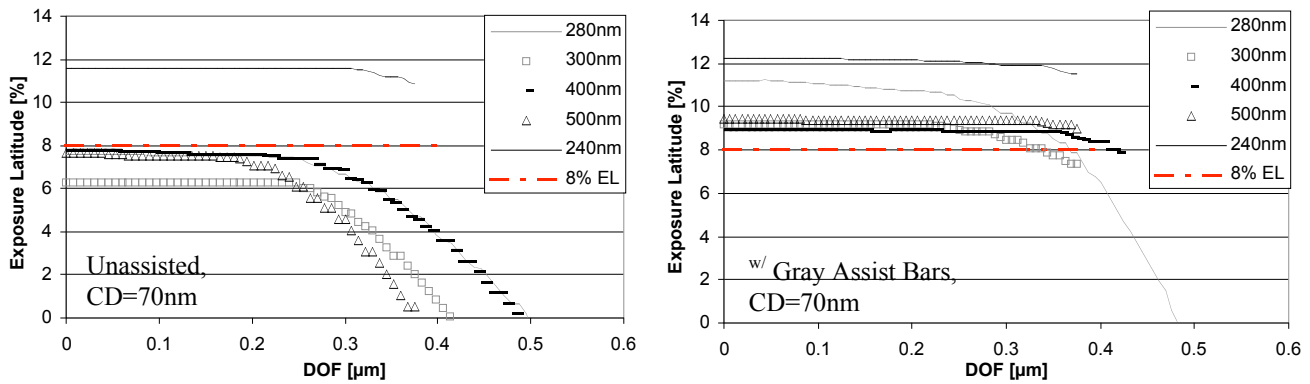 Exposure Latitude [%]
16
14
12
10
8
6
4
2
0
0
0.1
0.2
0.3
0.4
0.5
0.6
DOF [µm]
Unassisted,
CD=70nm
280nm
300nm
400nm
500nm
240nm
8% EL
Exposure Latitude [%]
16
14
12
10
8
6
4
2
0
0
0.1
0.2
0.3
0.4
0.5
0.6
DOF [µm]
w/ Gray Assist Bars,
CD=70nm
280nm
300nm
400nm
500nm
240nm
8% EL